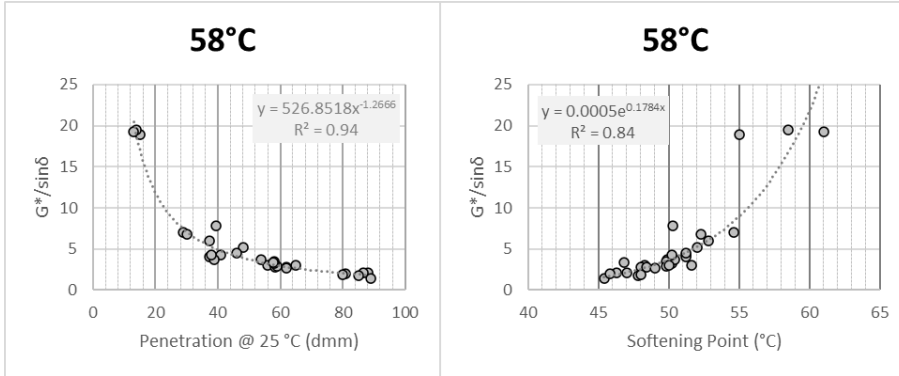 58°C
25
20
15
10
5
0
G*/sinδ
y = 526.8518x^-1.2666
R² = 0.94
0 20 40 60 80 100
Penetration @ 25 °C (dmm)
58°C
25
20
15
10
5
0
G*/sinδ
y = 0.0005e^0.1784x
R² = 0.84
40 45 50 55 60 65
Softening Point (°C)